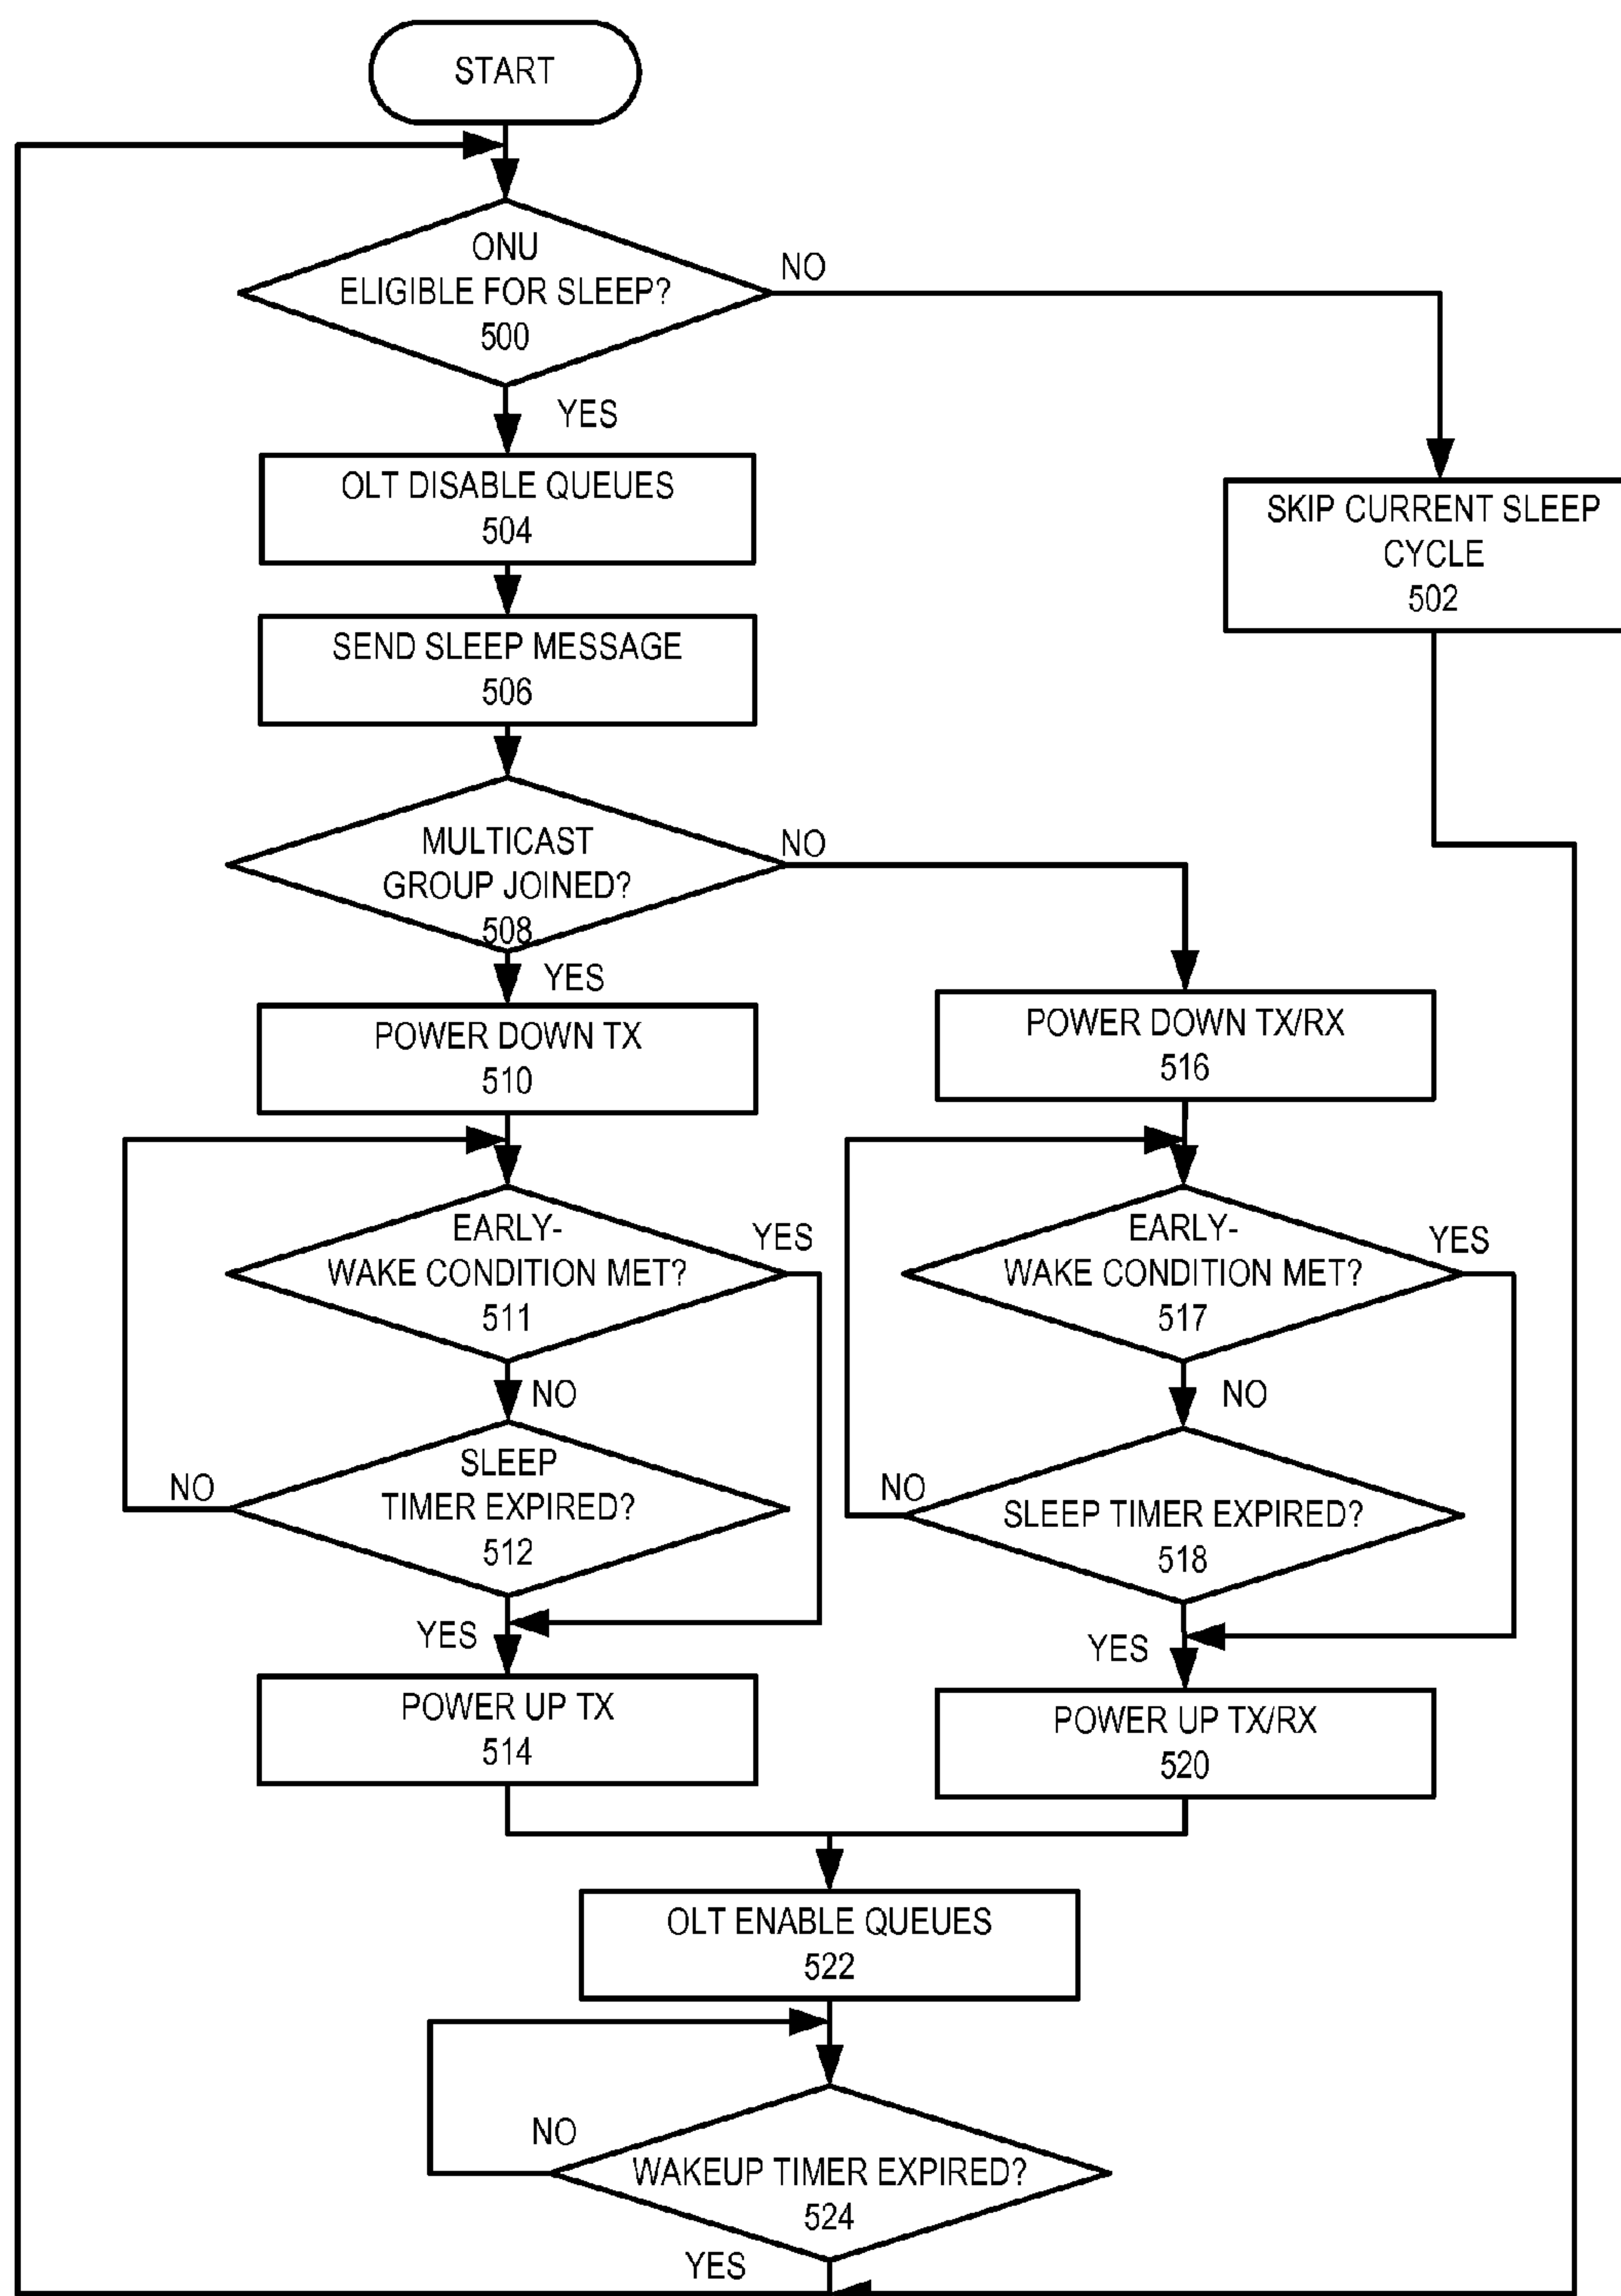 START
ONU
ELIGIBLE FOR SLEEP?
500
NO
YES
OLT DISABLE QUEUES
504
SKIP CURRENT SLEEP
CYCLE
502
SEND SLEEP MESSAGE
506
MULTICAST
GROUP JOINED?
508
NO
YES
POWER DOWN TX
510
POWER DOWN TX/RX
516
EARLY-
WAKE CONDITION MET?
511
YES
NO
EARLY-
WAKE CONDITION MET?
517
YES
NO
SLEEP
TIMER EXPIRED?
512
NO
YES
SLEEP TIMER EXPIRED?
518
NO
YES
POWER UP TX
514
POWER UP TX/RX
520
OLT ENABLE QUEUES
522
NO
WAKEUP TIMER EXPIRED?
524
YES